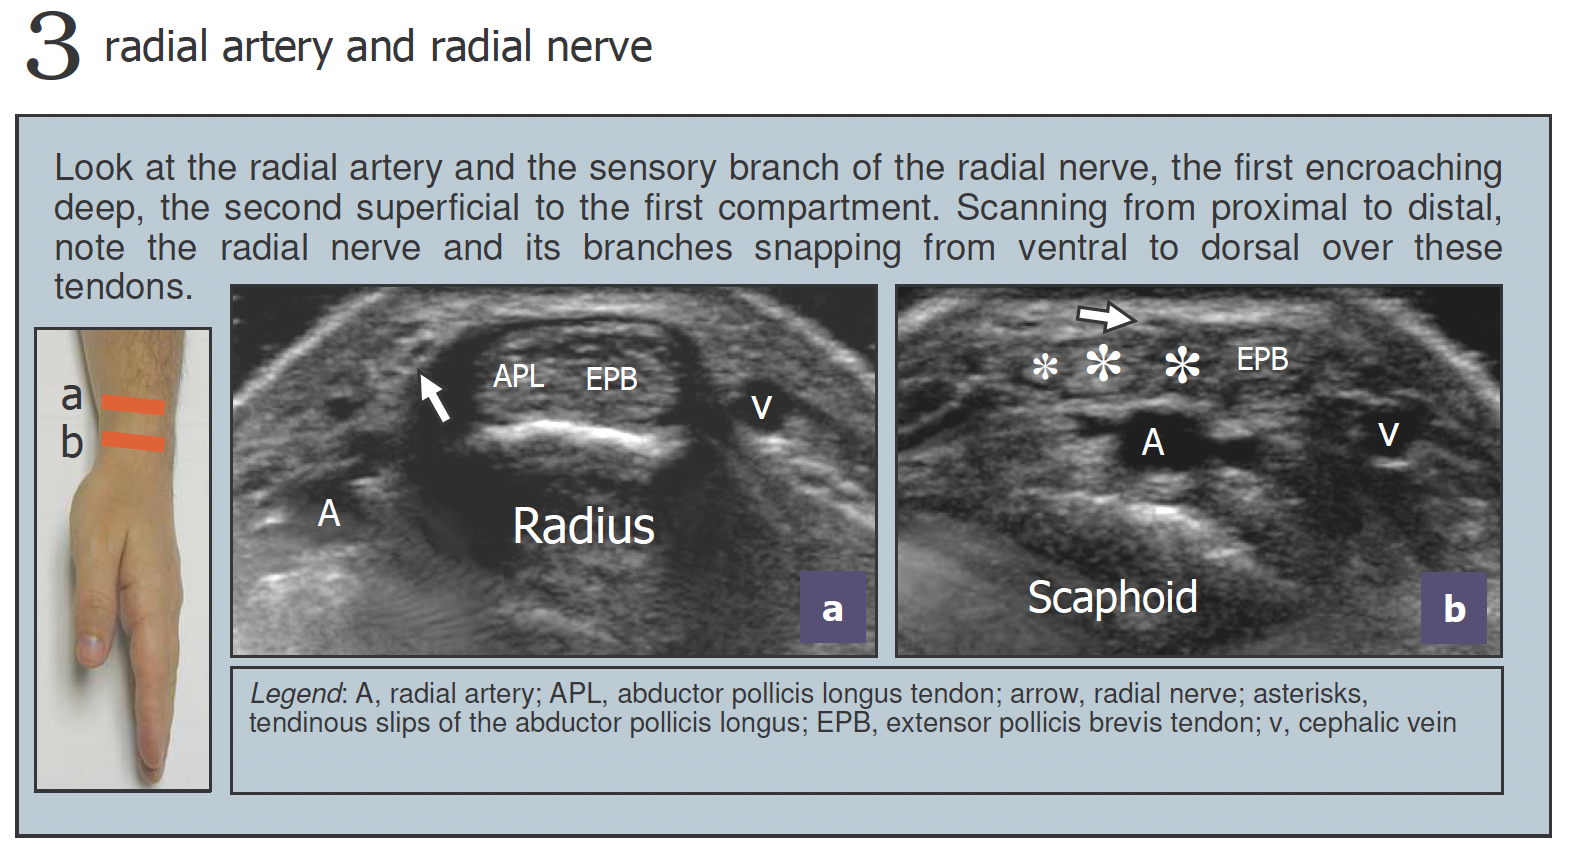 3 radial artery and radial nerve
Look at the radial artery and the sensory branch of the radial nerve, the first encroaching
deep, the second superficial to the first compartment. Scanning from proximal to distal,
note the radial nerve and its branches snapping from ventral to dorsal over these
tendons.
a
b
APL EPB
v
A
Radius
a
✻ ✻ ✻ EPB
A
v
Scaphoid
b
Legend: A, radial artery; APL, abductor pollicis longus tendon; arrow, radial nerve; asterisks,
tendinous slips of the abductor pollicis longus; EPB, extensor pollicis brevis tendon; v, cephalic vein